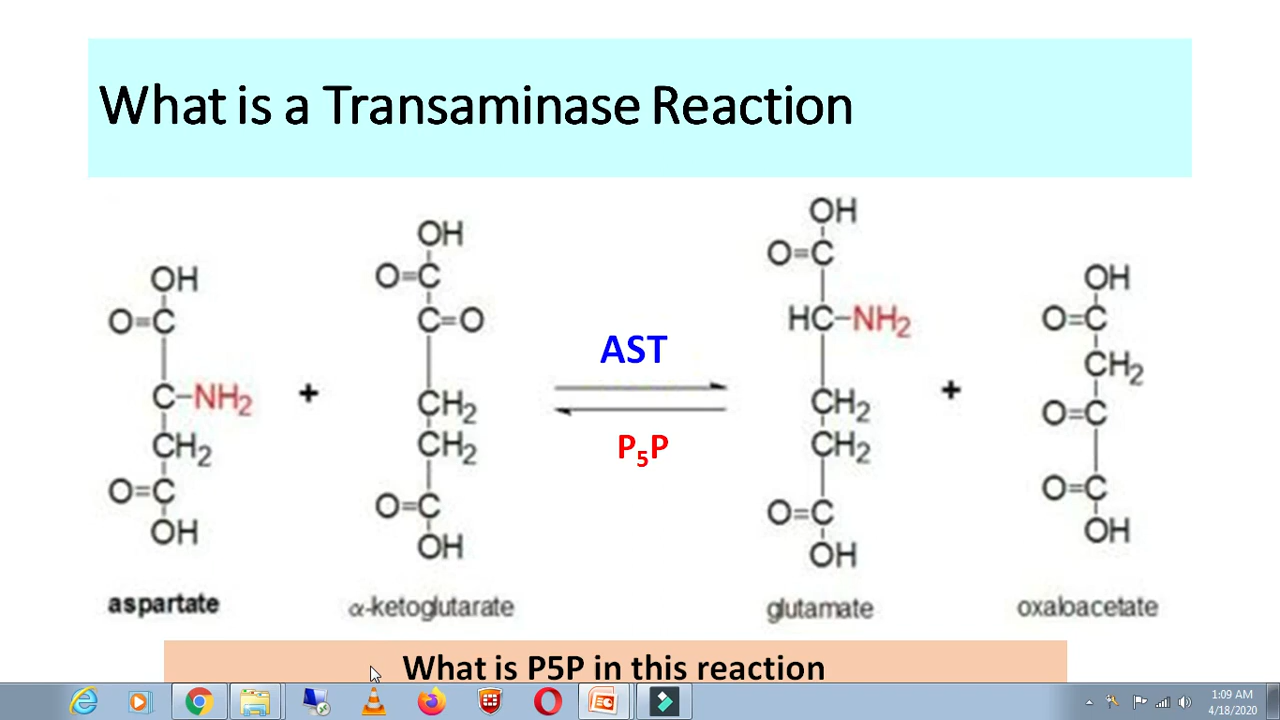 What is a Transaminase Reaction
OH
O=C
C-NH2
CH2
O=C
OH
aspartate
+
OH
O=C
C=O
CH2
CH2
O=C
OH
α-ketoglutarate
AST
P5P
OH
O=C
HC-NH2
CH2
CH2
O=C
OH
glutamate
+
OH
O=C
CH2
O=C
O=C
OH
oxaloacetate
What is P5P in this reaction
1:09 AM
4/18/2020